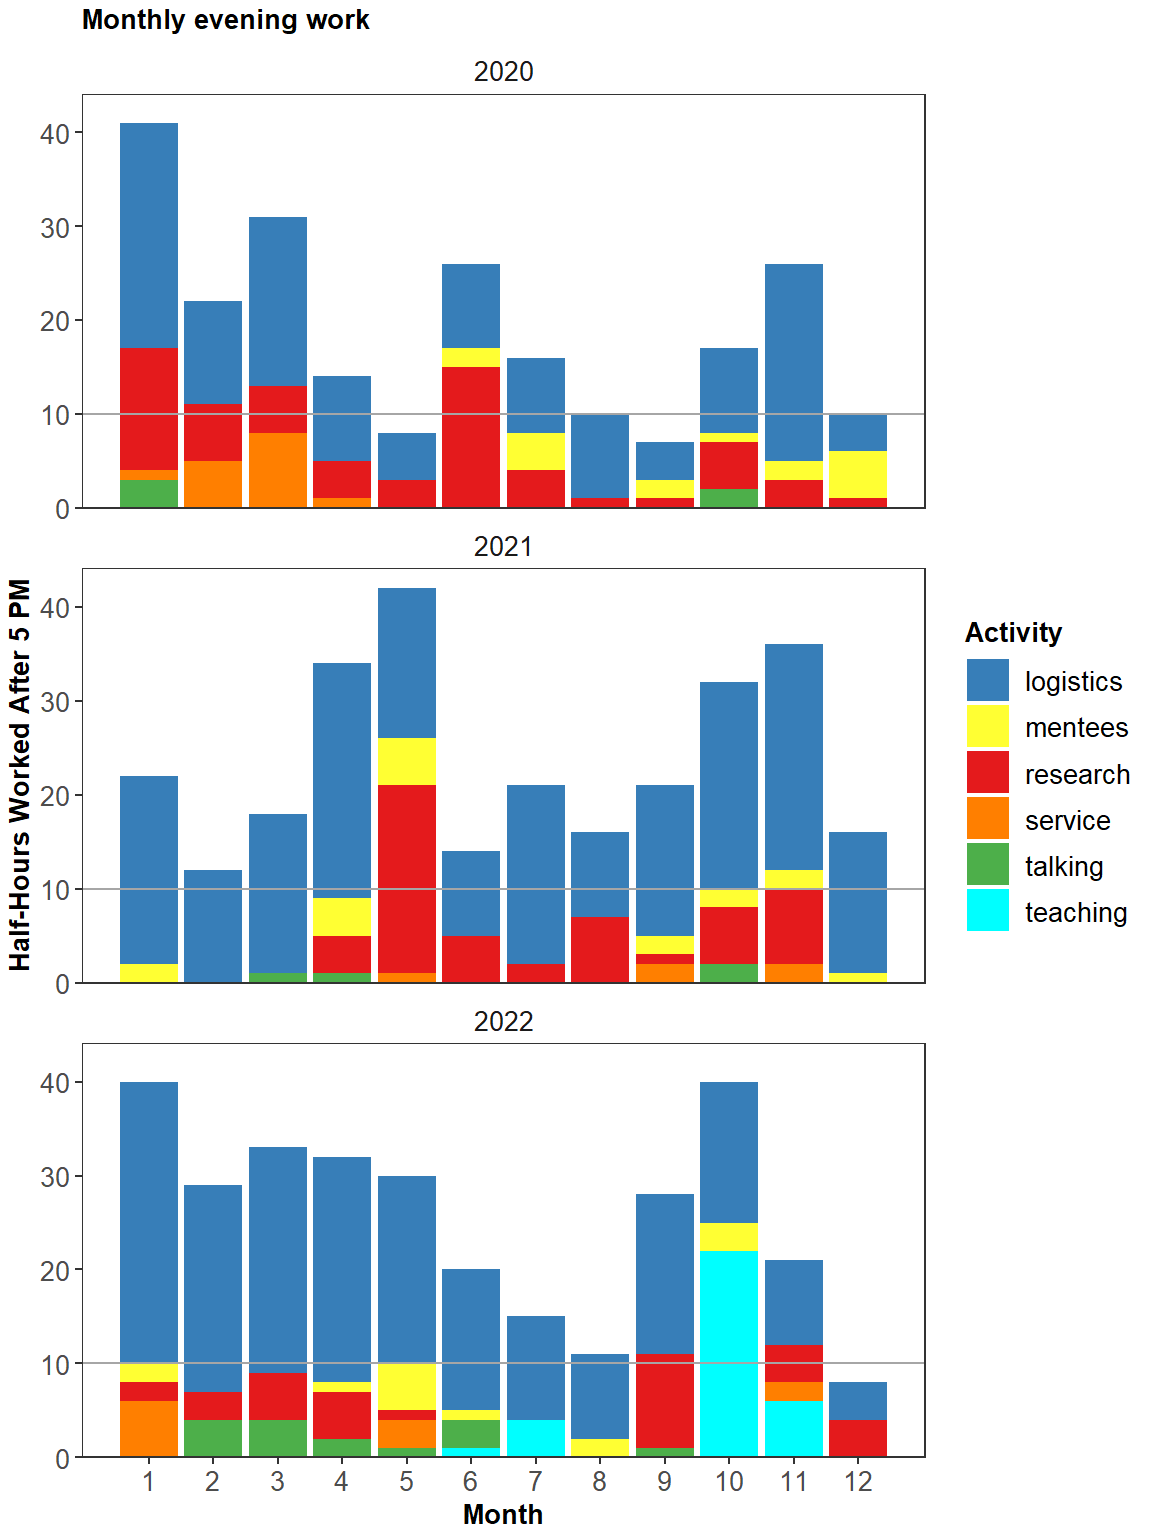 Monthly evening work
2020
40
30
20
10
0
2021
40
30
20
10
0
Half-Hours Worked After 5 PM
Activity
logistics
mentees
research
service
talking
teaching
2022
40
30
20
10
0
1 2 3 4 5 6 7 8 9 10 11 12
Month